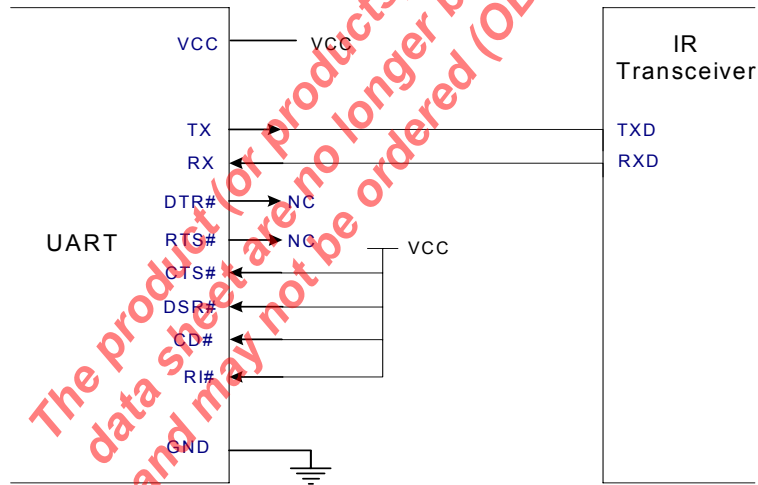 VCC VCC
IR
Transceiver
TX TXD
RX RXD
DTR# NC
RTS# NC
UART
VCC
CTS#
DSR#
CD#
RI#
GND
The product (or products)
data sheet are no longer b
and may not be ordered (OB